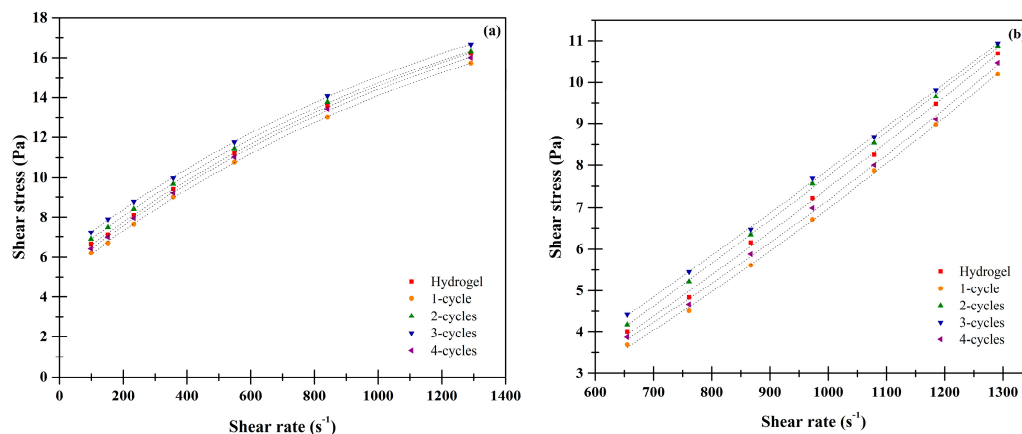 (a)
Shear stress (Pa)
18
16
14
12
10
8
6
4
2
0
Hydrogel
1-cycle
2-cycles
3-cycles
4-cycles
0 200 400 600 800 1000 1200 1400
Shear rate (s⁻¹)
(b)
Shear stress (Pa)
11
10
9
8
7
6
5
4
3
Hydrogel
1-cycle
2-cycles
3-cycles
4-cycles
600 700 800 900 1000 1100 1200 1300
Shear rate (s⁻¹)